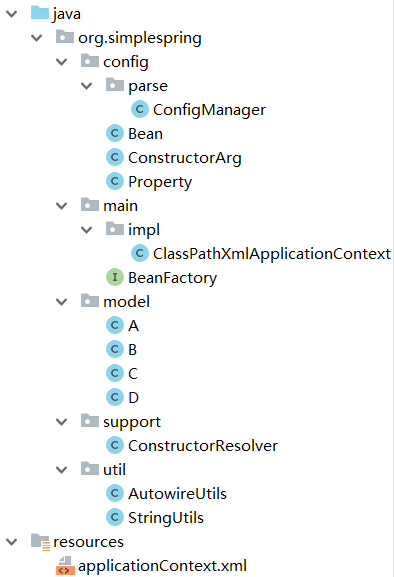 java
org.simplespring
config
parse
C ConfigManager
C Bean
C ConstructorArg
C Property
main
impl
C ClassPathXmlApplicationContext
I BeanFactory
model
C A
C B
C C
C D
support
C ConstructorResolver
util
C AutowireUtils
C StringUtils
resources
applicationContext.xml